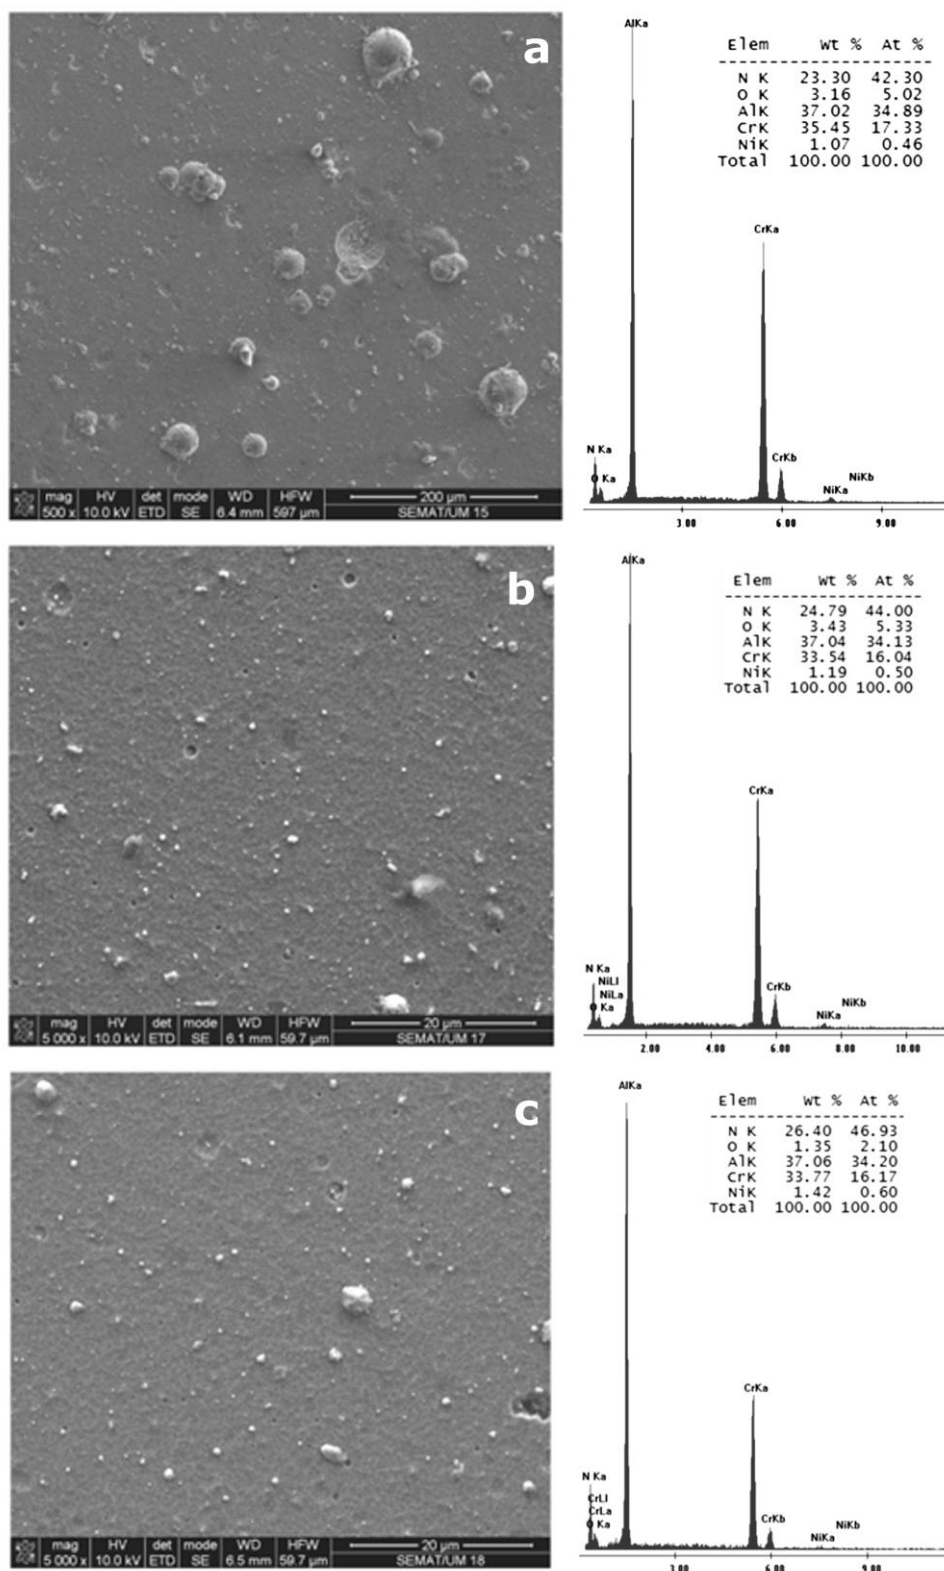 a
mag HV det mode WD HFW 200 µm
500 x 10.0 kV ETD SE 6.4 mm 597 µm SEMAT/UM 15
AlKa
Elem Wt % At %
N K 23.30 42.30
O K 3.16 5.02
AlK 37.02 34.89
CrK 35.45 17.33
NiK 1.07 0.46
Total 100.00 100.00
CrKa
N Ka
O Ka
CrKb
NiKa
NiKb
3.00 6.00 9.00
b
mag HV det mode WD HFW 20 µm
5 000 x 10.0 kV ETD SE 6.1 mm 59.7 µm SEMAT/UM 17
AlKa
Elem Wt % At %
N K 24.79 44.00
O K 3.43 5.33
AlK 37.04 34.13
CrK 33.54 16.04
NiK 1.19 0.50
Total 100.00 100.00
CrKa
N Ka
NiLl
NiLa
O Ka
CrKb
NiKa
NiKb
2.00 4.00 6.00 8.00 10.00
c
mag HV det mode WD HFW 20 µm
5 000 x 10.0 kV ETD SE 6.5 mm 59.7 µm SEMAT/UM 18
AlKa
Elem Wt % At %
N K 26.40 46.93
O K 1.35 2.10
AlK 37.06 34.20
CrK 33.77 16.17
NiK 1.42 0.60
Total 100.00 100.00
CrKa
N Ka
CrLl
CrLa
O Ka
CrKb
NiKa
NiKb
3.00 6.00 9.00